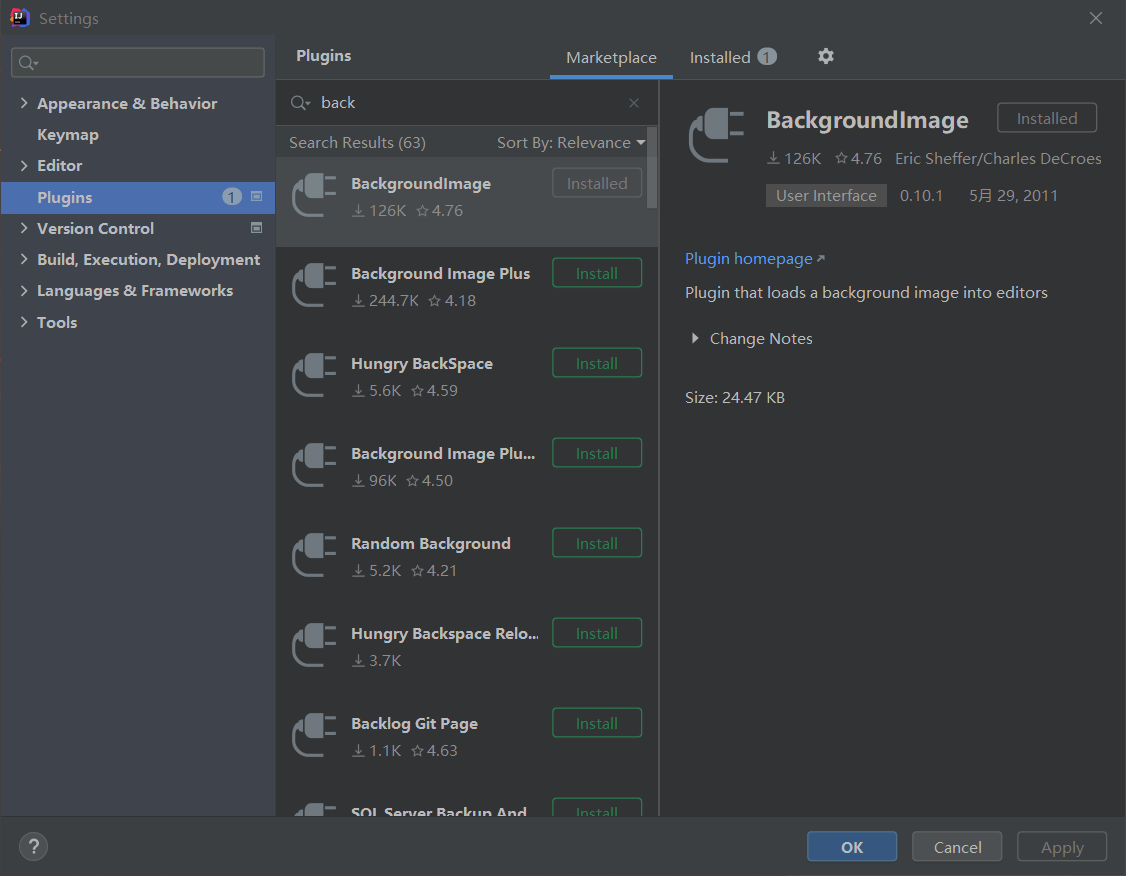 Settings
Plugins
Marketplace
Installed 1
Appearance & Behavior
Keymap
Editor
Plugins 1
Version Control
Build, Execution, Deployment
Languages & Frameworks
Tools
back
Search Results (63)
Sort By: Relevance
BackgroundImage
Installed
126K 4.76
Background Image Plus
Install
244.7K 4.18
Hungry BackSpace
Install
5.6K 4.59
Background Image Plu...
Install
96K 4.50
Random Background
Install
5.2K 4.21
Hungry Backspace Relo...
Install
3.7K
Backlog Git Page
Install
1.1K 4.63
SQL Server Backup And
Install
BackgroundImage
Installed
126K 4.76 Eric Sheffer/Charles DeCroes
User Interface 0.10.1 5月 29, 2011
Plugin homepage
Plugin that loads a background image into editors
Change Notes
Size: 24.47 KB
?
OK
Cancel
Apply